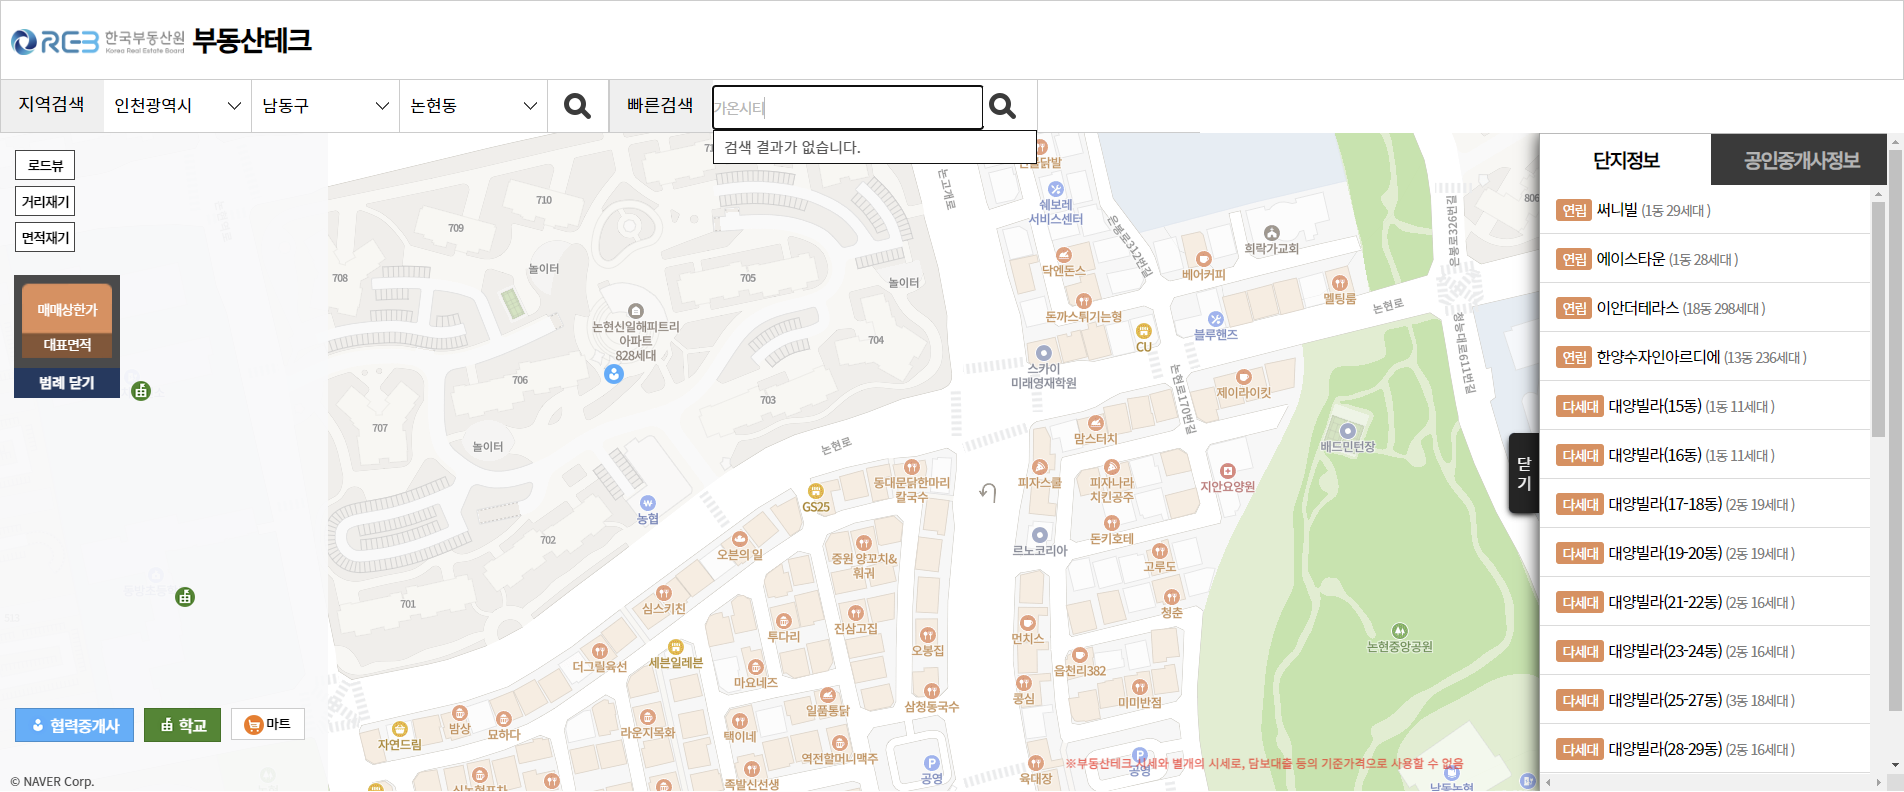 REB 한국부동산원 Korea Real Estate Board 부동산테크
지역검색 인천광역시 남동구 논현동 빠른검색 가온시티
검색 결과가 없습니다.
로드뷰
거리재기
면적재기
매매상한가
대표면적
범례 닫기
협력중개사 학교 마트
© NAVER Corp.
710
709
708
놀이터
705
놀이터
논현신일해피트리
아파트
828세대
704
706
703
707
놀이터
702
701
논고개로
쉐보레
서비스센터
은봉로312번길
희락가교회
닥엔돈스
베어커피
멜팅룸
돈까스튀기는형
CU
블루핸즈
논현로
은봉로326번길
청능대로611번길
806
스카이
미래영재학원
논현로170번길
제이라이킷
맘스터치
배드민턴장
논현로
동대문닭한마리
칼국수
피자스쿨
피자나라
치킨공주
지안요양원
GS25
농협
오븐의 일
르노코리아
돈키호테
중원 양꼬치&
훠궈
고루도
심스키친
청춘
투다리
진삼고집
먼치스
논현중앙공원
더그릴육선
세븐일레븐
오봉집
읍천리382
마요네즈
콩심
미미반점
일품통닭
삼청동국수
자연드림
밥상
묘하다
라운지목화
택이네
역전할머니맥주
족발신선생
공영
육대장
공영
남동농협
※부동산테크 시세와 별개의 시세로, 담보대출 등의 기준가격으로 사용할 수 없음
닫기
단지정보 공인중개사정보
연립 써니빌 (1동 29세대 )
연립 에이스타운 (1동 28세대 )
연립 이안더테라스 (18동 298세대 )
연립 한양수자인아르디에 (13동 236세대 )
다세대 대양빌라(15동) (1동 11세대 )
다세대 대양빌라(16동) (1동 11세대 )
다세대 대양빌라(17-18동) (2동 19세대 )
다세대 대양빌라(19-20동) (2동 19세대 )
다세대 대양빌라(21-22동) (2동 16세대 )
다세대 대양빌라(23-24동) (2동 16세대 )
다세대 대양빌라(25-27동) (3동 18세대 )
다세대 대양빌라(28-29동) (2동 16세대 )